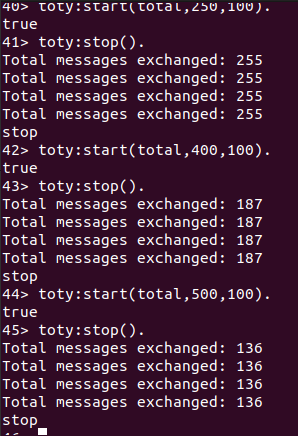 40> toty:start(total,250,100).
true
41> toty:stop().
Total messages exchanged: 255
Total messages exchanged: 255
Total messages exchanged: 255
Total messages exchanged: 255
stop
42> toty:start(total,400,100).
true
43> toty:stop().
Total messages exchanged: 187
Total messages exchanged: 187
Total messages exchanged: 187
Total messages exchanged: 187
stop
44> toty:start(total,500,100).
true
45> toty:stop().
Total messages exchanged: 136
Total messages exchanged: 136
Total messages exchanged: 136
Total messages exchanged: 136
stop